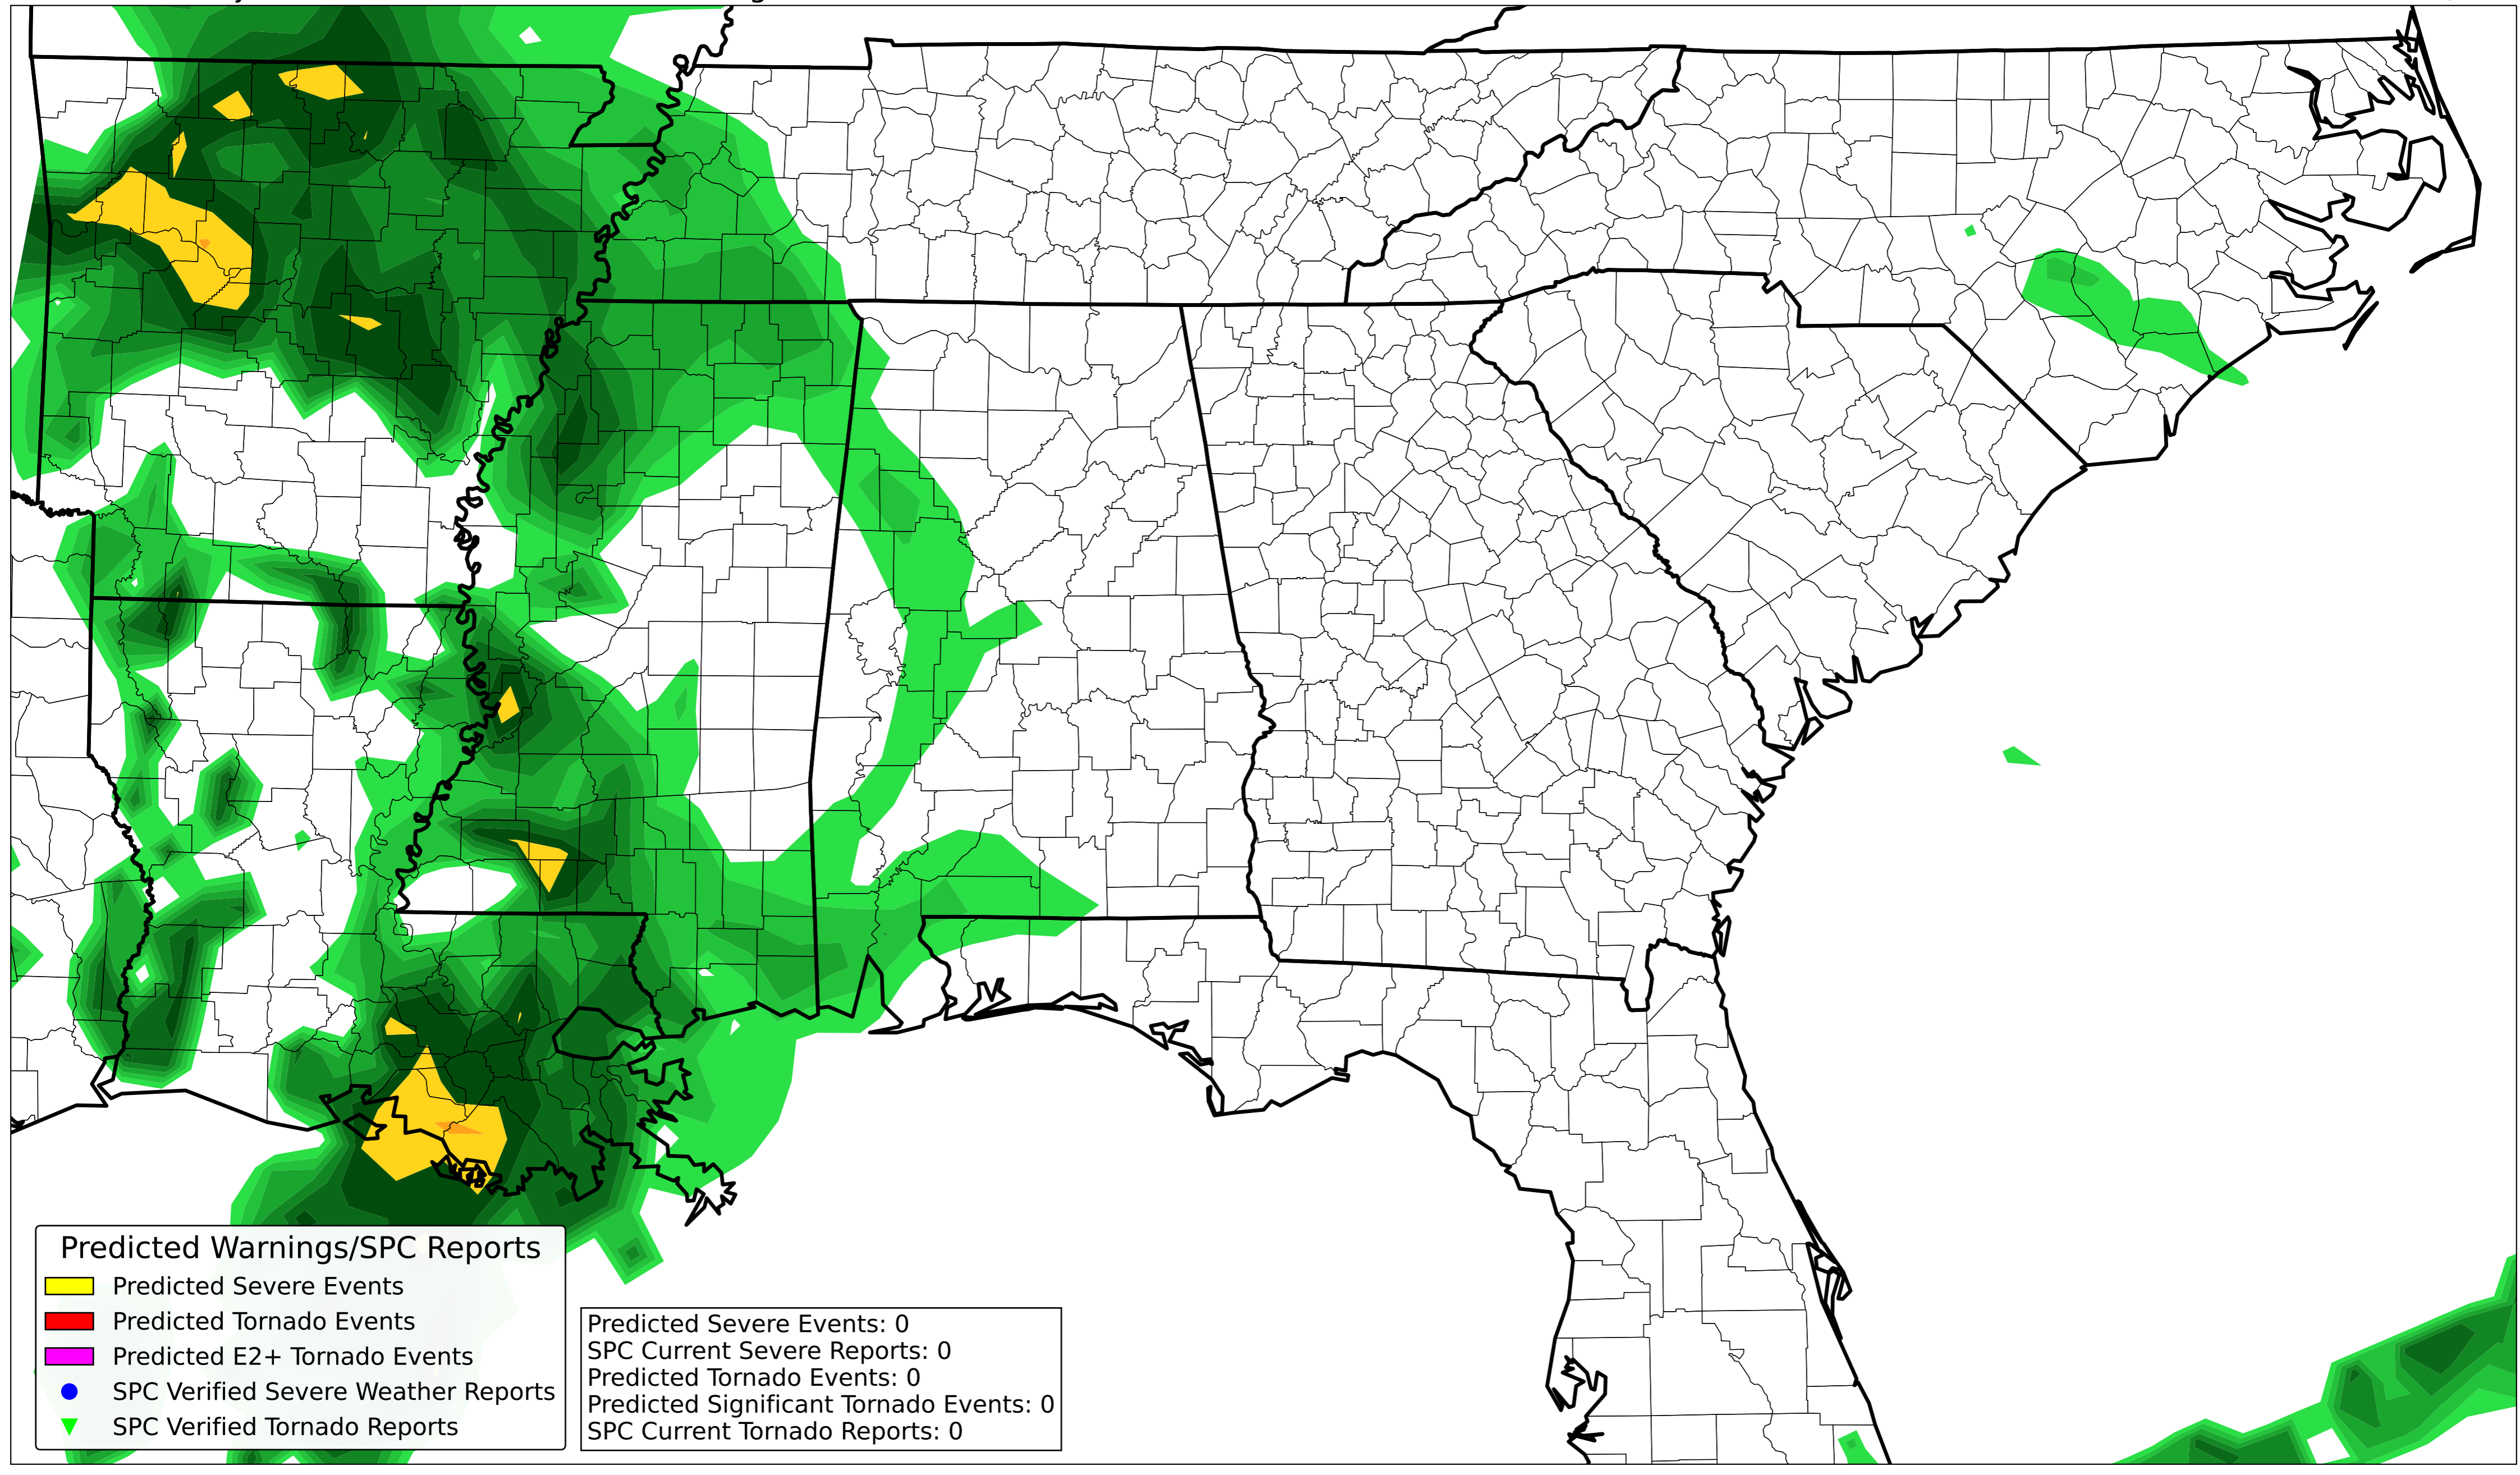 Predicted Warnings/SPC Reports
Predicted Severe Events
Predicted Tornado Events
Predicted E2+ Tornado Events
SPC Verified Severe Weather Reports
SPC Verified Tornado Reports
Predicted Severe Events: 0
SPC Current Severe Reports: 0
Predicted Tornado Events: 0
Predicted Significant Tornado Events: 0
SPC Current Tornado Reports: 0